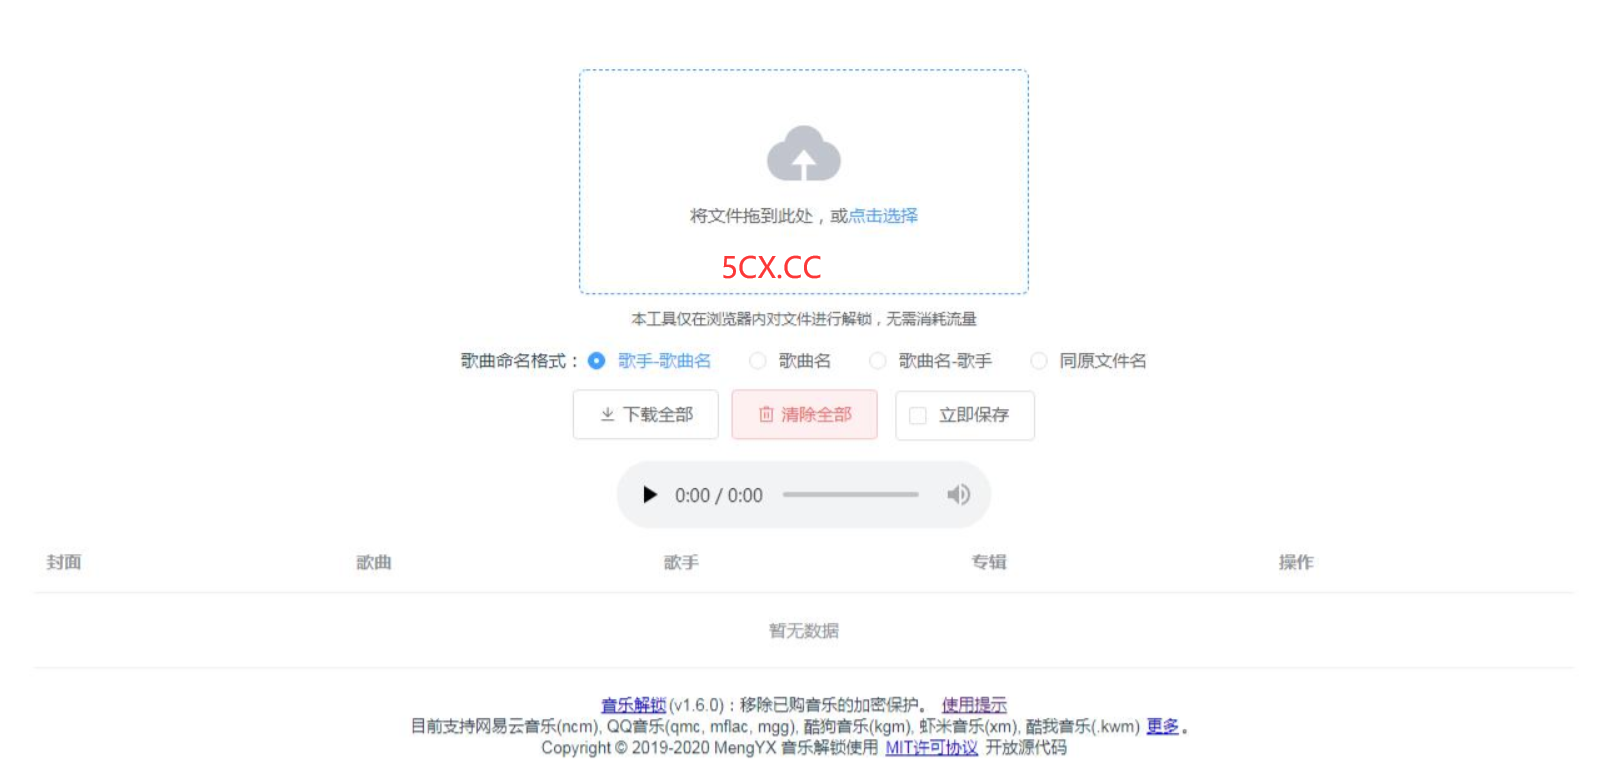 将文件拖到此处，或点击选择
5CX.CC
本工具仅在浏览器内对文件进行解锁，无需消耗流量
歌曲命名格式： 歌手-歌曲名 歌曲名 歌曲名-歌手 同原文件名
下载全部 清除全部 立即保存
0:00 / 0:00
封面 歌曲 歌手 专辑 操作
暂无数据
音乐解锁(v1.6.0)：移除已购音乐的加密保护。 使用提示
目前支持网易云音乐(ncm), QQ音乐(qmc, mflac, mgg), 酷狗音乐(kgm), 虾米音乐(xm), 酷我音乐(.kwm) 更多。
Copyright © 2019-2020 MengYX 音乐解锁使用 MIT许可协议 开放源代码